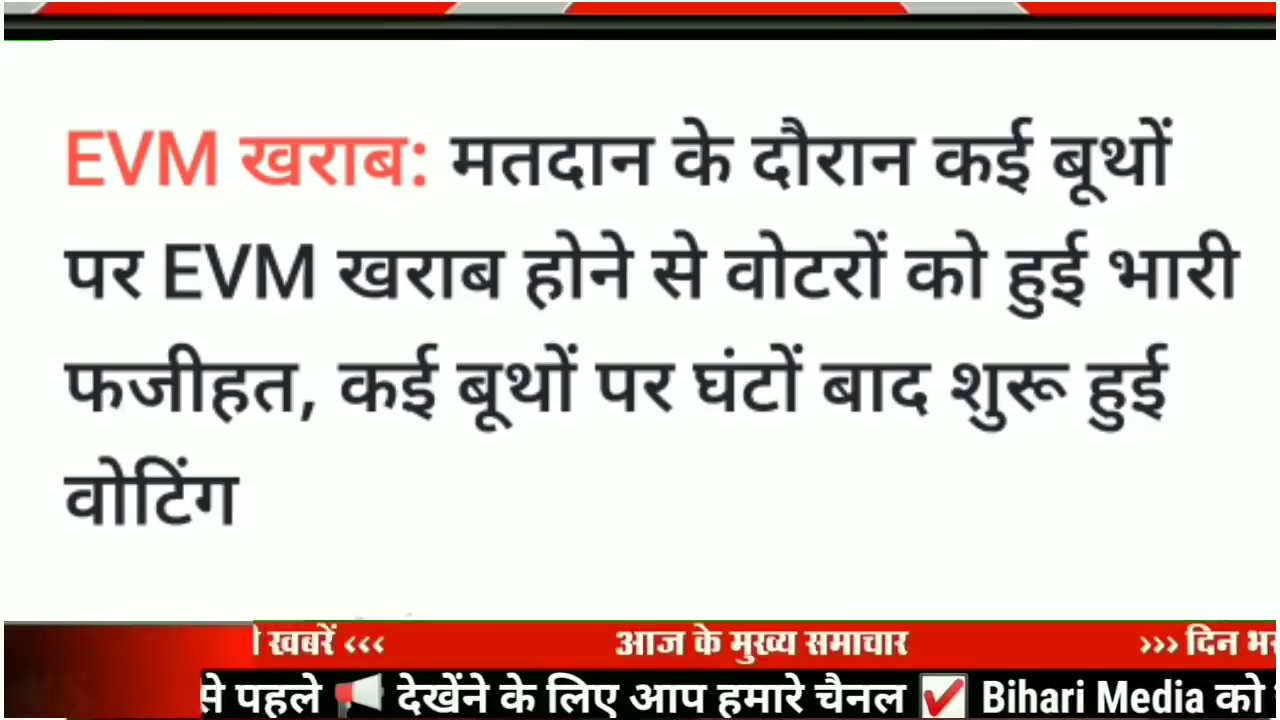 EVM खराब: मतदान के दौरान कई बूथों
पर EVM खराब होने से वोटरों को हुई भारी
फजीहत, कई बूथों पर घंटों बाद शुरू हुई
वोटिंग
खबरें <<< आज के मुख्य समाचार >>> दिन
से पहले 📢 देखेंने के लिए आप हमारे चैनल ✅ Bihari Media को